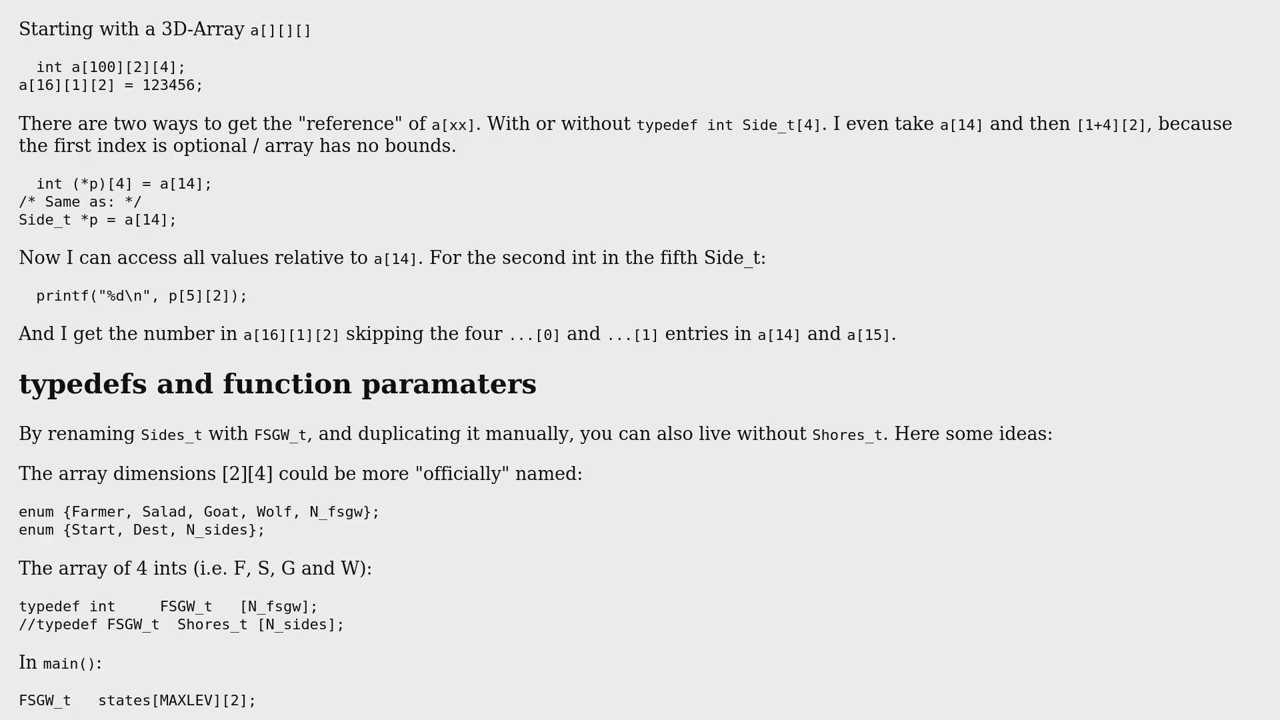 Starting with a 3D-Array a[][][]
int a[100][2][4];
a[16][1][2] = 123456;
There are two ways to get the "reference" of a[xx]. With or without typedef int Side_t[4]. I even take a[14] and then [1+4][2], because
the first index is optional / array has no bounds.
int (*p)[4] = a[14];
/* Same as: */
Side_t *p = a[14];
Now I can access all values relative to a[14]. For the second int in the fifth Side_t:
printf("%d\n", p[5][2]);
And I get the number in a[16][1][2] skipping the four ...[0] and ...[1] entries in a[14] and a[15].
typedefs and function paramaters
By renaming Sides_t with FSGW_t, and duplicating it manually, you can also live without Shores_t. Here some ideas:
The array dimensions [2][4] could be more "officially" named:
enum {Farmer, Salad, Goat, Wolf, N_fsgw};
enum {Start, Dest, N_sides};
The array of 4 ints (i.e. F, S, G and W):
typedef int     FSGW_t   [N_fsgw];
//typedef FSGW_t  Shores_t [N_sides];
In main():
FSGW_t   states[MAXLEV][2];